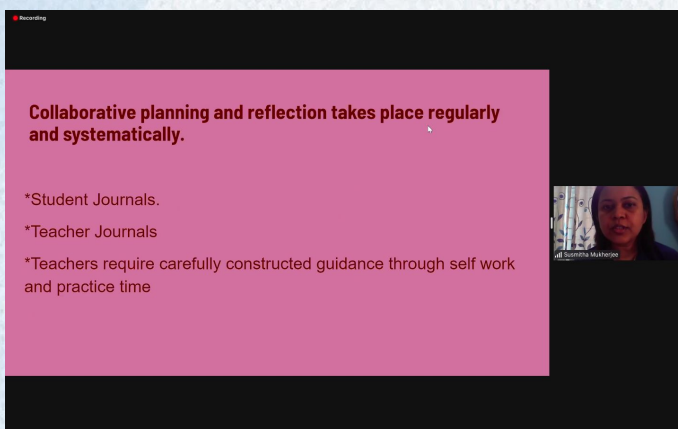 Recording
Collaborative planning and reflection takes place regularly
and systematically.
*Student Journals.
*Teacher Journals
*Teachers require carefully constructed guidance through self work
and practice time
Susmitha Mukherjee